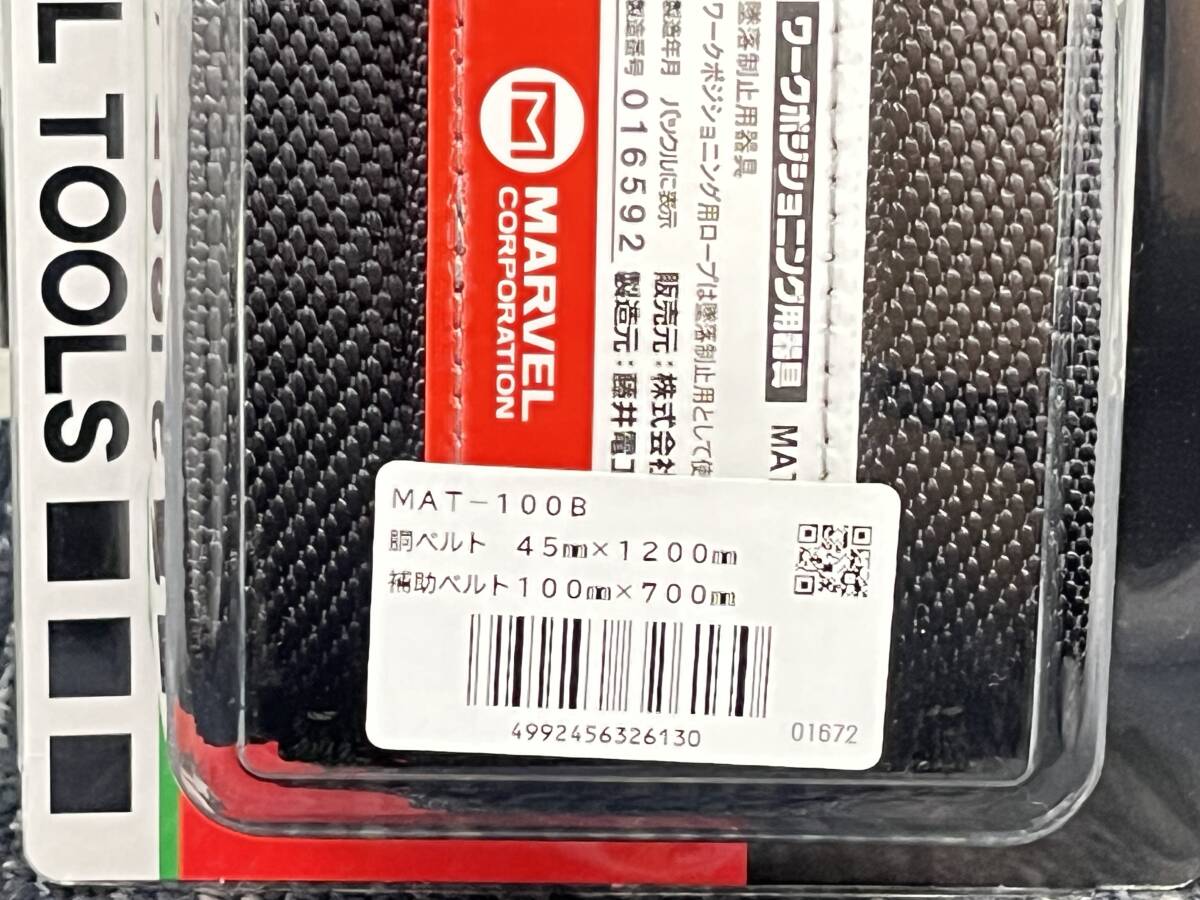 L TOOLS
MARVEL
CORPORATION
ワークポジショニング用器具 MAT
墜落制止用器具
ワークポジショニング用ロープは墜落制止用として使
製造年月 バックルに表示 販売元：株式会社
製造番号 016592 製造元：藤井電工
MAT-100B
胴ベルト 45㎜×1200㎜
補助ベルト100㎜×700㎜
4992456326130
01672